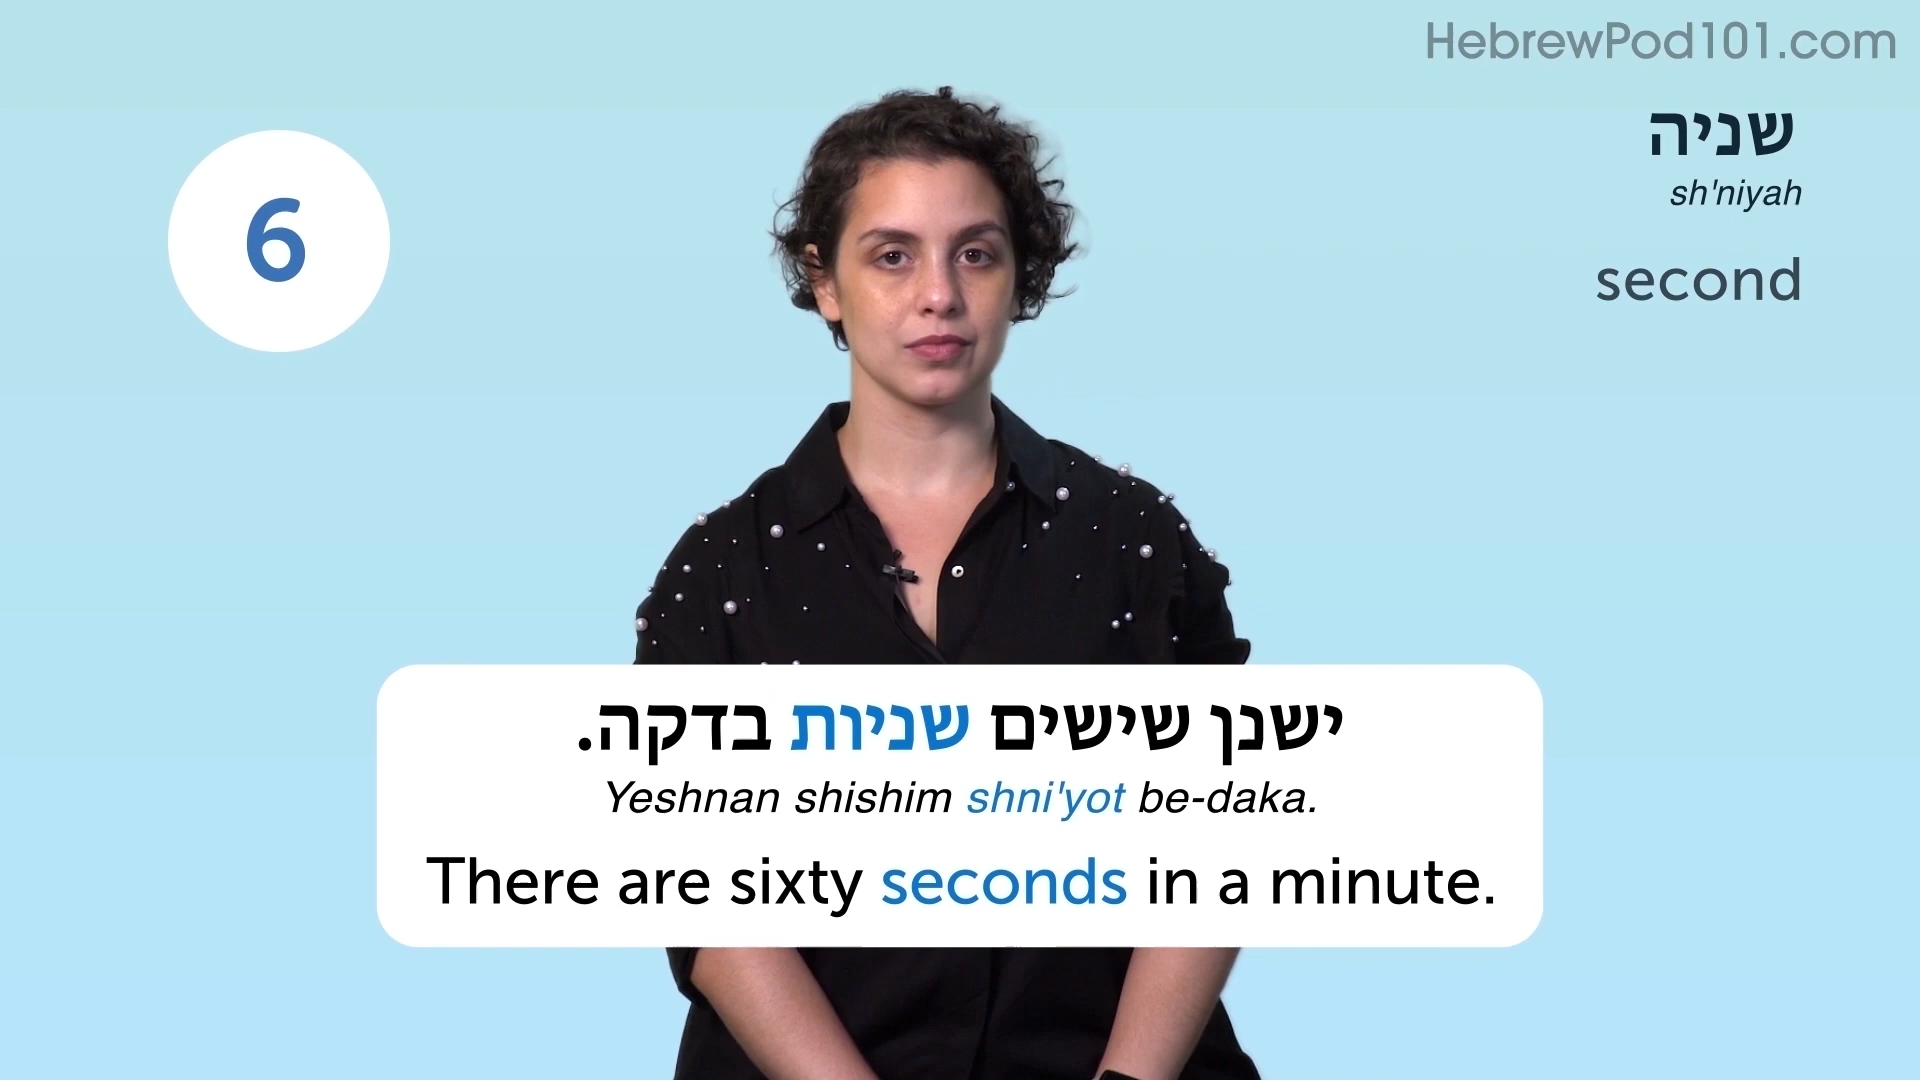 HebrewPod101.com
6
שניה
sh'niyah
second
ישנן שישים שניות בדקה.
Yeshnan shishim shni'yot be-daka.
There are sixty seconds in a minute.